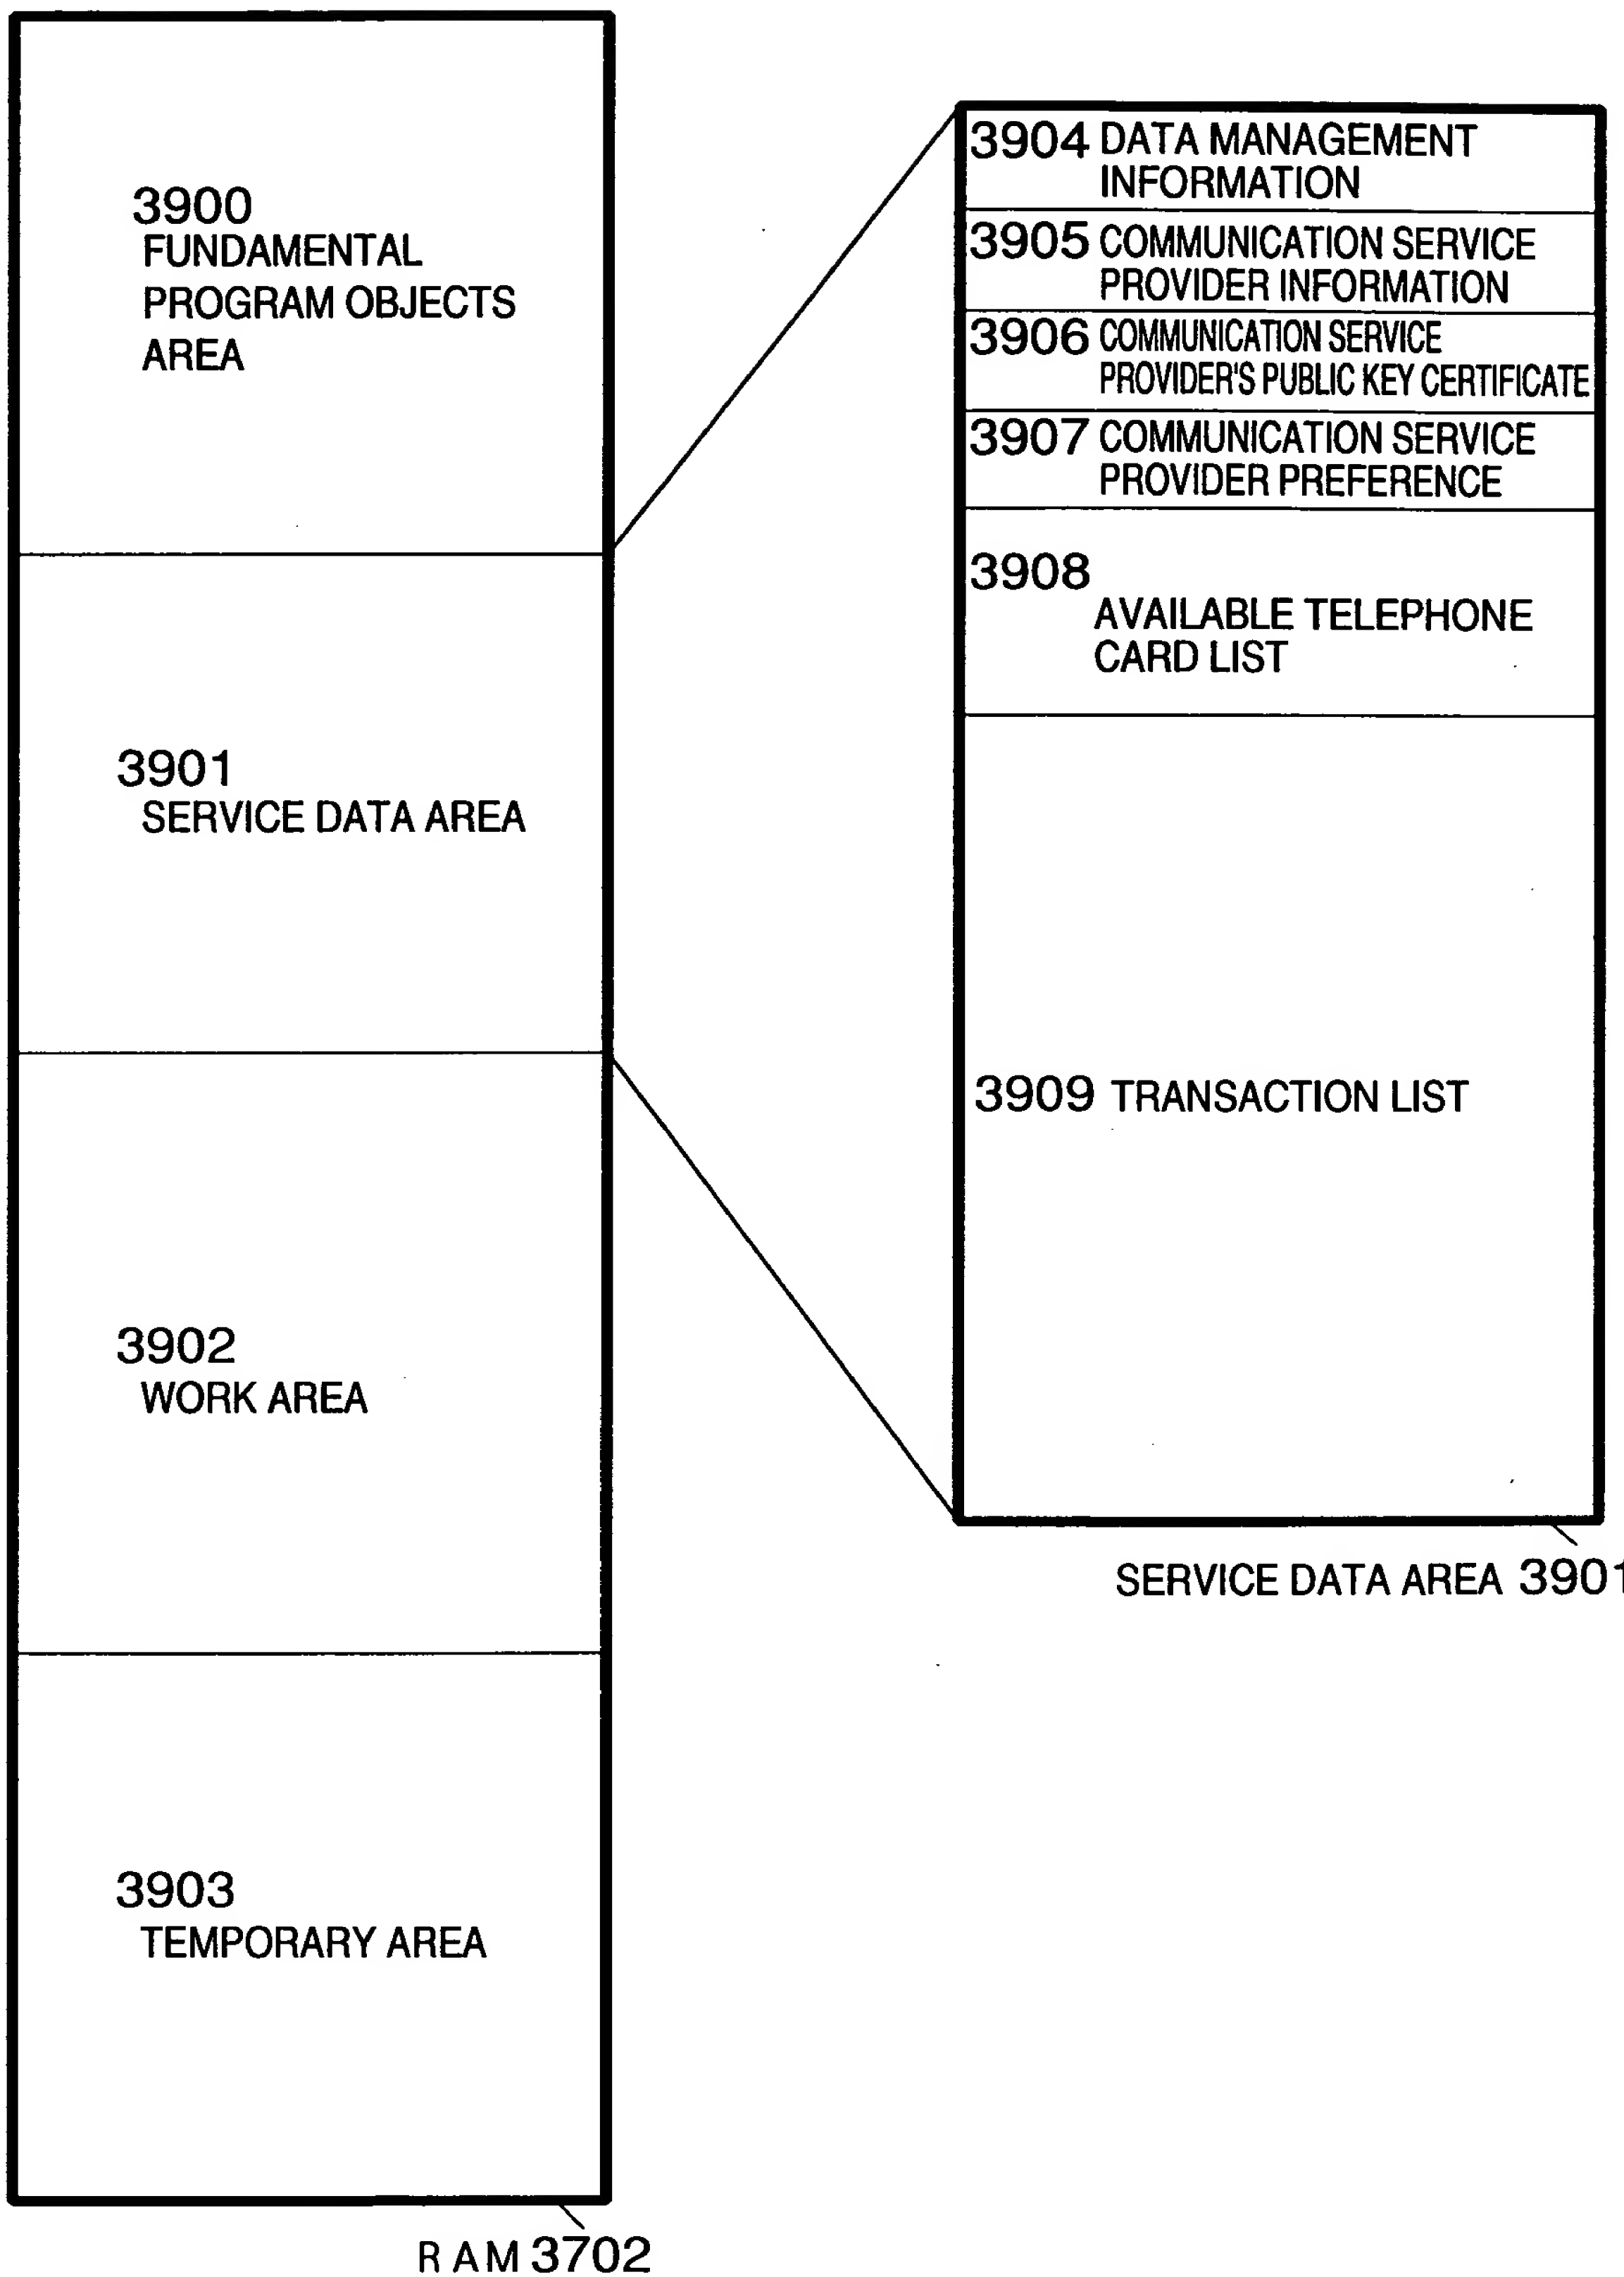 3900
FUNDAMENTAL
PROGRAM OBJECTS
AREA
3901
SERVICE DATA AREA
3902
WORK AREA
3903
TEMPORARY AREA
RAM 3702
3904 DATA MANAGEMENT
INFORMATION
3905 COMMUNICATION SERVICE
PROVIDER INFORMATION
3906 COMMUNICATION SERVICE
PROVIDER'S PUBLIC KEY CERTIFICATE
3907 COMMUNICATION SERVICE
PROVIDER PREFERENCE
3908
AVAILABLE TELEPHONE
CARD LIST
3909 TRANSACTION LIST
SERVICE DATA AREA 3901